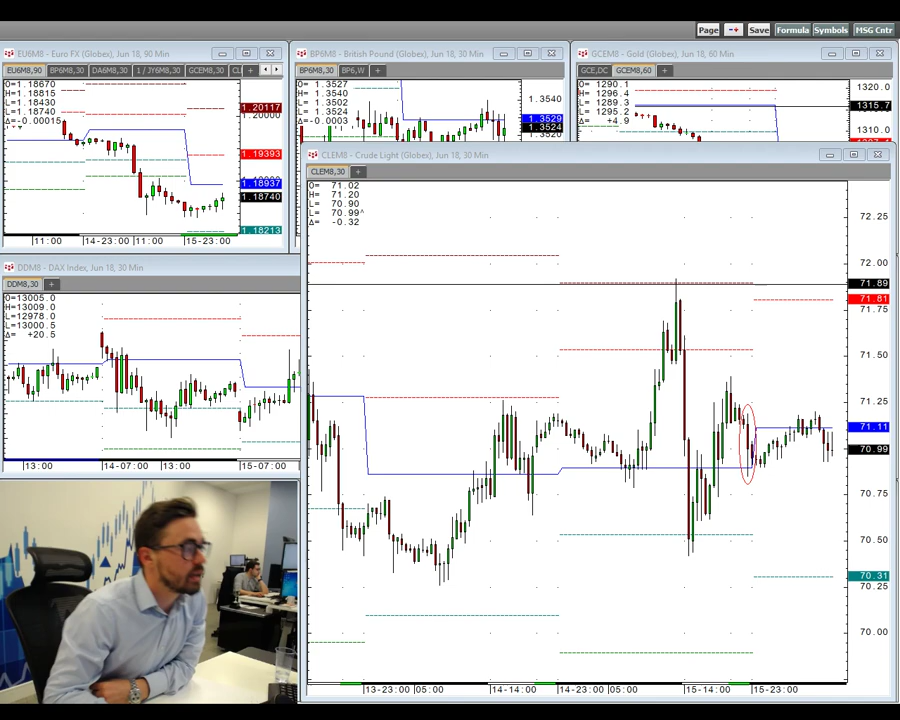 Page
Save
Formula
Symbols
MSG Cntr
EU6M8 - Euro FX (Globex), Jun 18, 90 Min
EU6M8,90 BP6M8,30 DA6M8,30 1 / JY6M8,30 GCEM8,30 CL
O= 1.18670
H= 1.18815
L= 1.18430
L= 1.18740
Δ= -0.00015
1.20117
1.20000
1.19393
1.18937
1.18740
1.18213
11:00 14-23:00 11:00 15-23:00
BP6M8 - British Pound (Globex), Jun 18, 30 Min
BP6M8,30 BP6,W
O= 1.3527
H= 1.3540
L= 1.3502
L= 1.3524
Δ= -0.0003
1.3540
1.3529
1.3524
1.3520
GCEM8 - Gold (Globex), Jun 18, 60 Min
GCE,DC GCEM8,60
O= 1290.1
H= 1296.4
L= 1289.3
L= 1295.2
Δ= +4.9
1320.0
1315.7
1310.0
DDM8 - DAX Index, Jun 18, 30 Min
DDM8,30
O=13005.0
H=13009.0
L=12978.0
L=13000.5
Δ= +20.5
13:00 14-07:00 13:00 15-07:00
CLEM8 - Crude Light (Globex), Jun 18, 30 Min
CLEM8,30
O= 71.02
H= 71.20
L= 70.90
L= 70.99^
Δ= -0.32
72.25
72.00
71.89
71.81
71.75
71.50
71.25
71.11
70.99
70.75
70.50
70.31
70.00
13-23:00 05:00 14-14:00 14-23:00 05:00 15-14:00 15-23:00